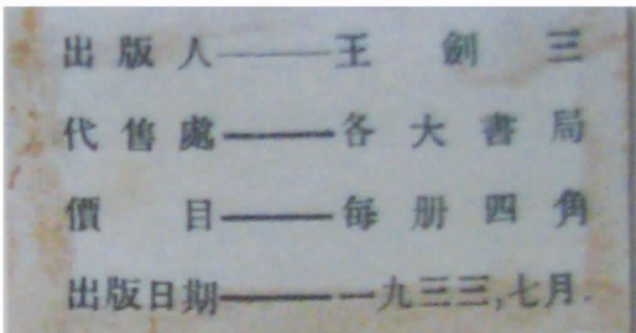 出版人——王劍三
代售處——各大書局
價目——每册四角
出版日期——一九三三,七月.